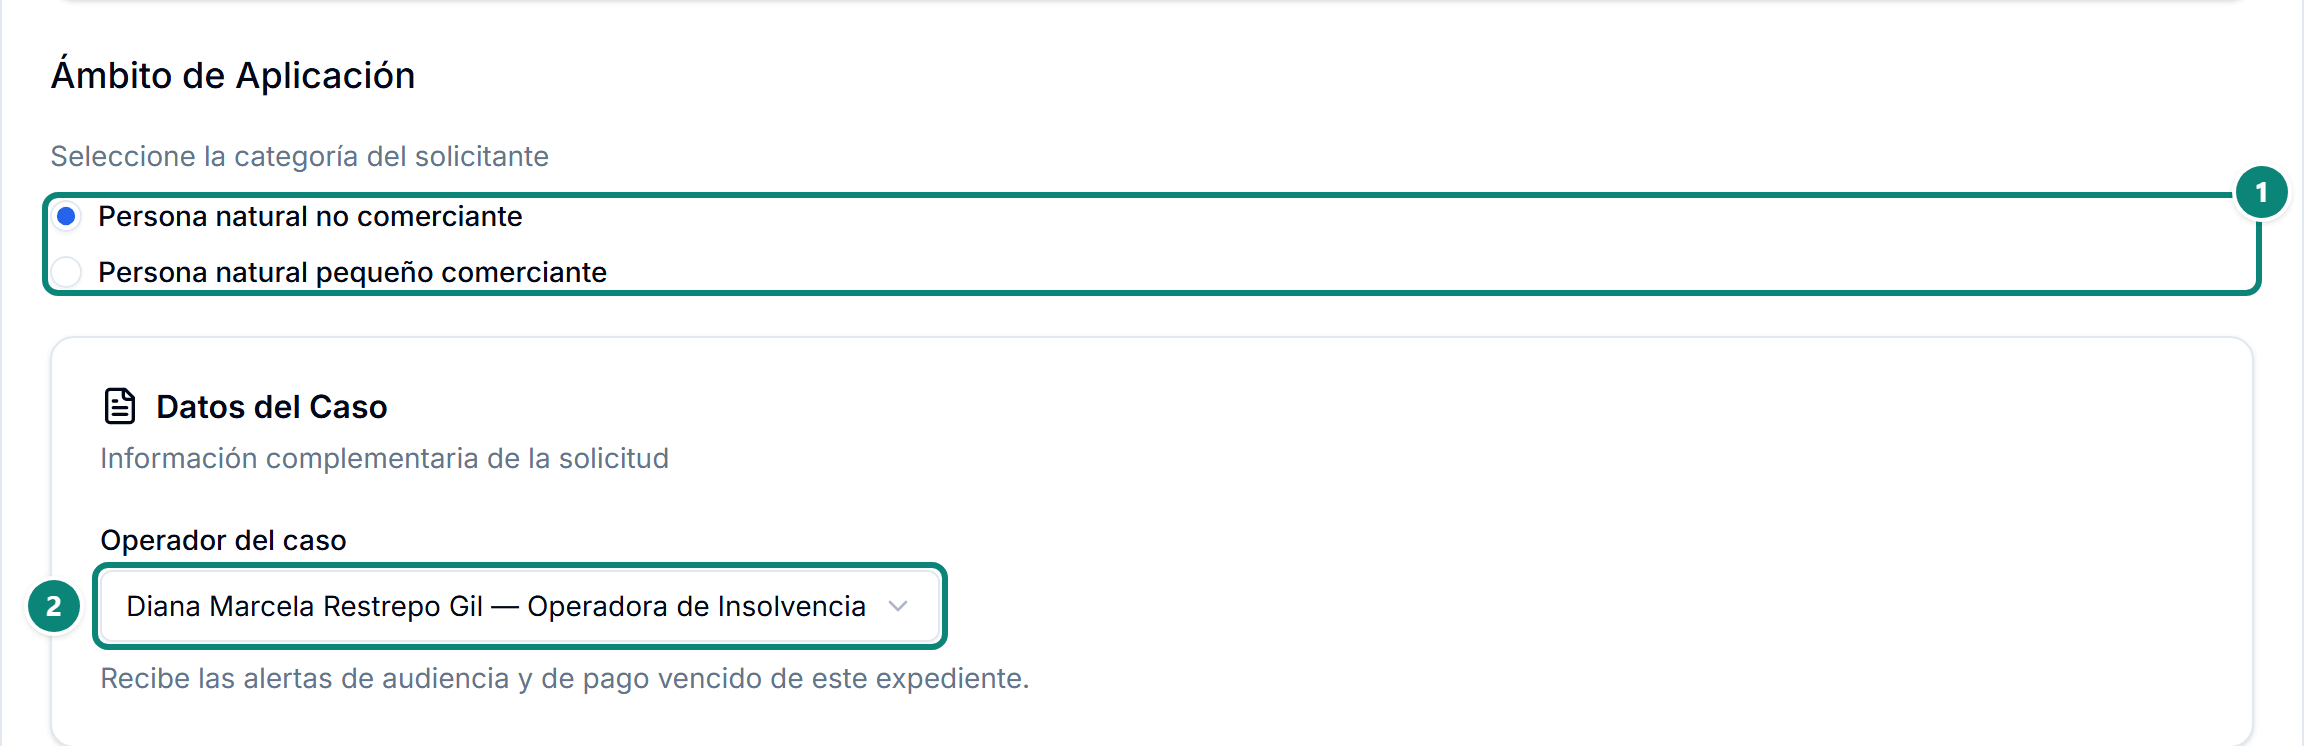 Ámbito de Aplicación
Seleccione la categoría del solicitante
1
Persona natural no comerciante
Persona natural pequeño comerciante
Datos del Caso
Información complementaria de la solicitud
Operador del caso
2
Diana Marcela Restrepo Gil — Operadora de Insolvencia
Recibe las alertas de audiencia y de pago vencido de este expediente.